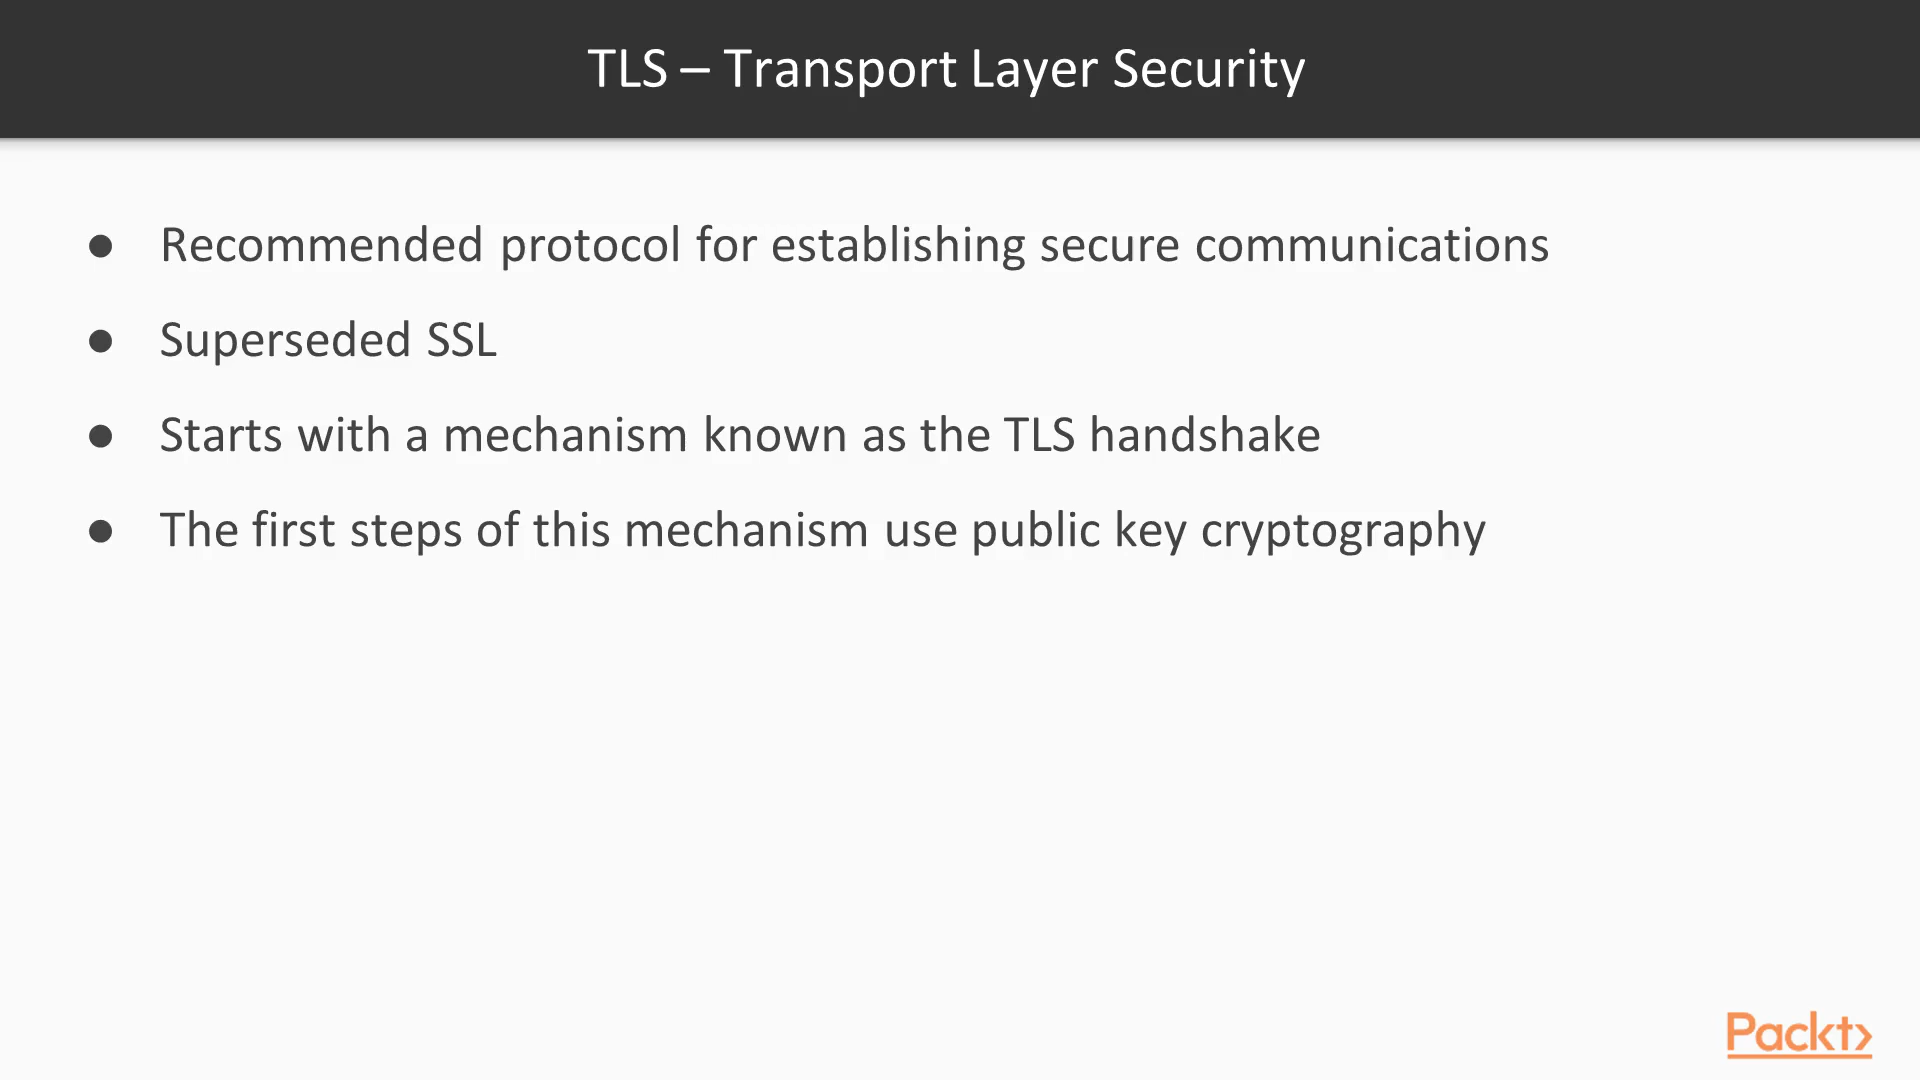 TLS – Transport Layer Security
● Recommended protocol for establishing secure communications
● Superseded SSL
● Starts with a mechanism known as the TLS handshake
● The first steps of this mechanism use public key cryptography
Packt>